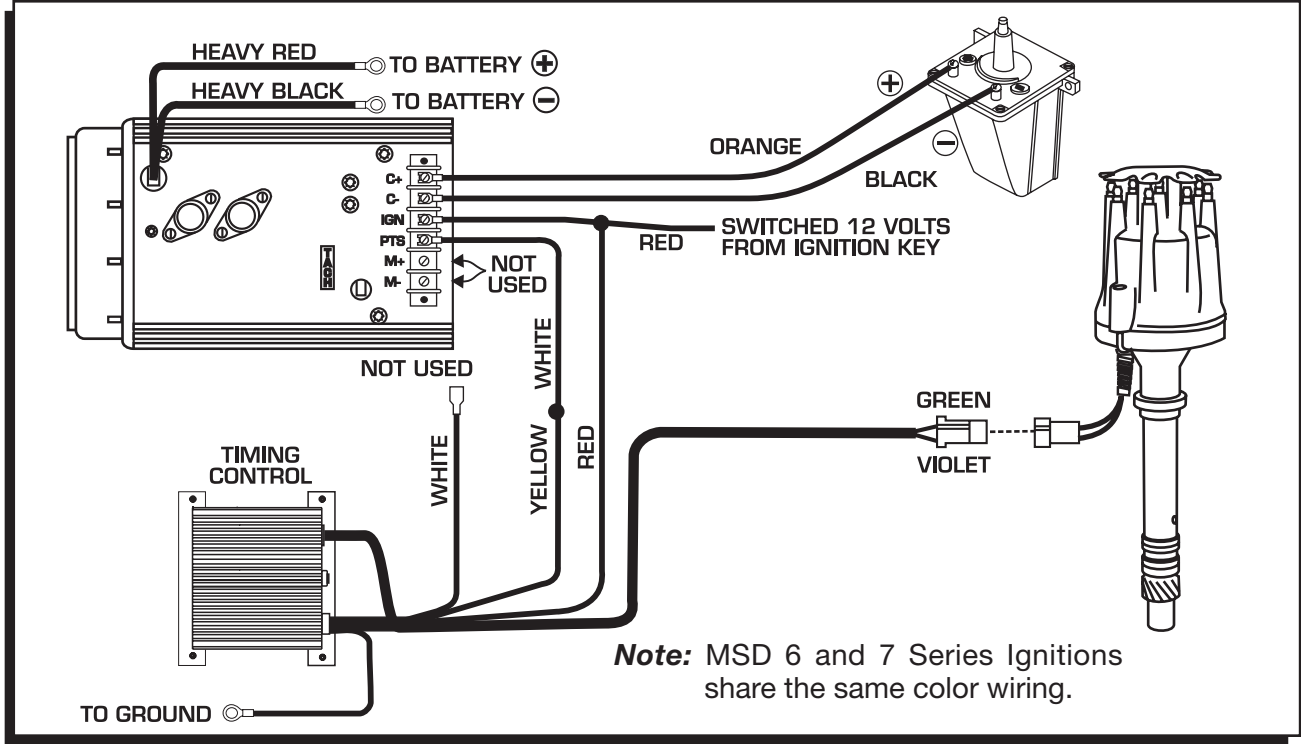 HEAVY RED
TO BATTERY +
HEAVY BLACK
TO BATTERY −
+
ORANGE
−
BLACK
C+
C-
IGN
PTS
M+
M-
TACH
NOT
USED
RED
SWITCHED 12 VOLTS
FROM IGNITION KEY
NOT USED
WHITE
WHITE
YELLOW
RED
GREEN
VIOLET
TIMING
CONTROL
TO GROUND
Note: MSD 6 and 7 Series Ignitions
share the same color wiring.